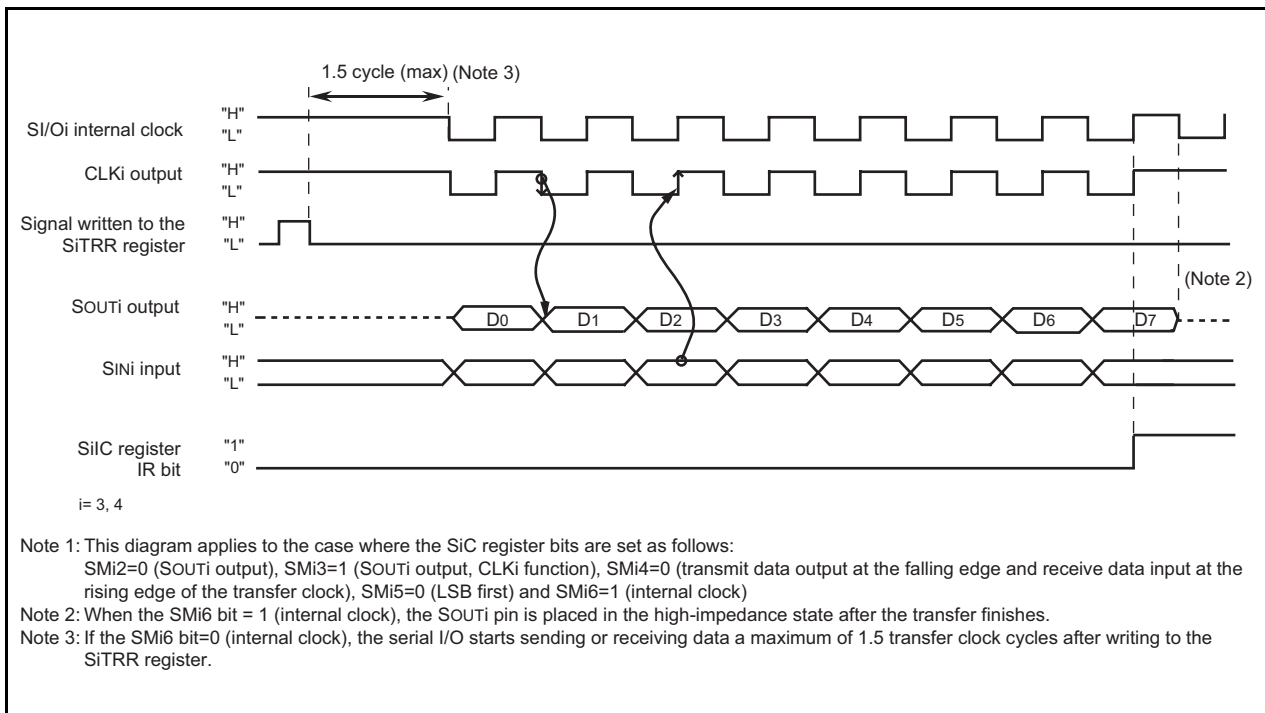 1.5 cycle (max) (Note 3)
SI/Oi internal clock "H" "L"
CLKi output "H" "L"
Signal written to the SiTRR register "H" "L"
SOUTi output "H" "L"
D0 D1 D2 D3 D4 D5 D6 D7
(Note 2)
SINi input "H" "L"
SiIC register IR bit "1" "0"
i= 3, 4
Note 1: This diagram applies to the case where the SiC register bits are set as follows:
SMi2=0 (SOUTi output), SMi3=1 (SOUTi output, CLKi function), SMi4=0 (transmit data output at the falling edge and receive data input at the
rising edge of the transfer clock), SMi5=0 (LSB first) and SMi6=1 (internal clock)
Note 2: When the SMi6 bit = 1 (internal clock), the SOUTi pin is placed in the high-impedance state after the transfer finishes.
Note 3: If the SMi6 bit=0 (internal clock), the serial I/O starts sending or receiving data a maximum of 1.5 transfer clock cycles after writing to the
SiTRR register.